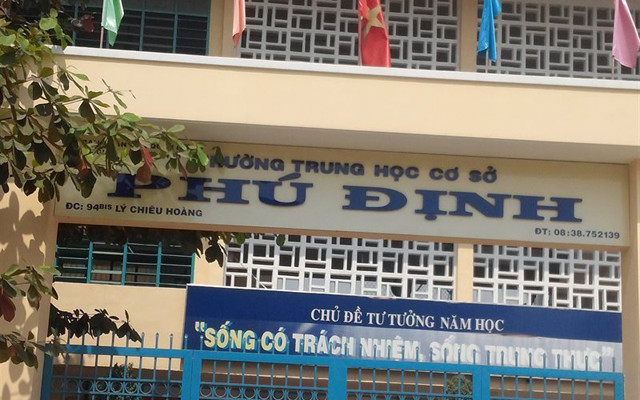 TRƯỜNG TRUNG HỌC CƠ SỞ
PHÚ ĐỊNH
ĐC: 94BIS LÝ CHIÊU HOÀNG
ĐT: 08.38.752139
CHỦ ĐỀ TƯ TƯỞNG NĂM HỌC
"SỐNG CÓ TRÁCH NHIỆM, SỐNG TRUNG THỰC"